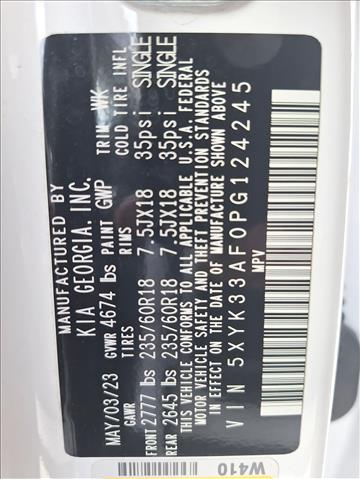 MANUFACTURED BY
KIA GEORGIA, INC.
MAY/03/23 GVWR 4674 lbs PAINT GWP TRIM WK
GAWR TIRES RIMS COLD TIRE INFL
FRONT 2777 lbs 235/60R18 7.5JX18 35psi SINGLE
REAR 2645 lbs 235/60R18 7.5JX18 35psi SINGLE
THIS VEHICLE CONFORMS TO ALL APPLICABLE U.S.A. FEDERAL
MOTOR VEHICLE SAFETY AND THEFT PREVENTION STANDARDS
IN EFFECT ON THE DATE OF MANUFACTURE SHOWN ABOVE
VIN 5XYK33AF0PG124245
MPV
W410